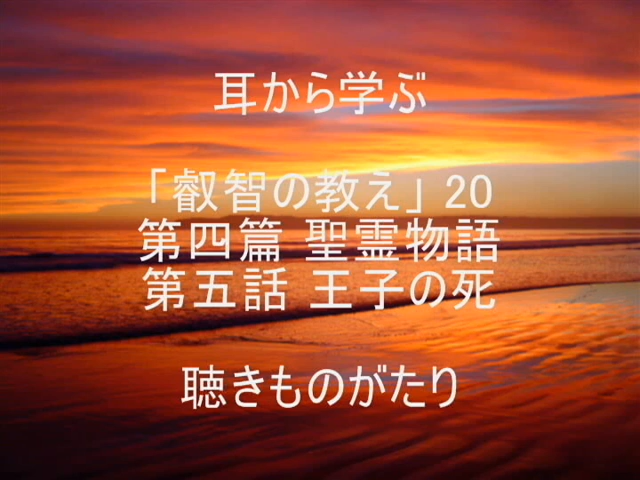 耳から学ぶ
「叡智の教え」 20
第四篇 聖霊物語
第五話 王子の死
聴きものがたり